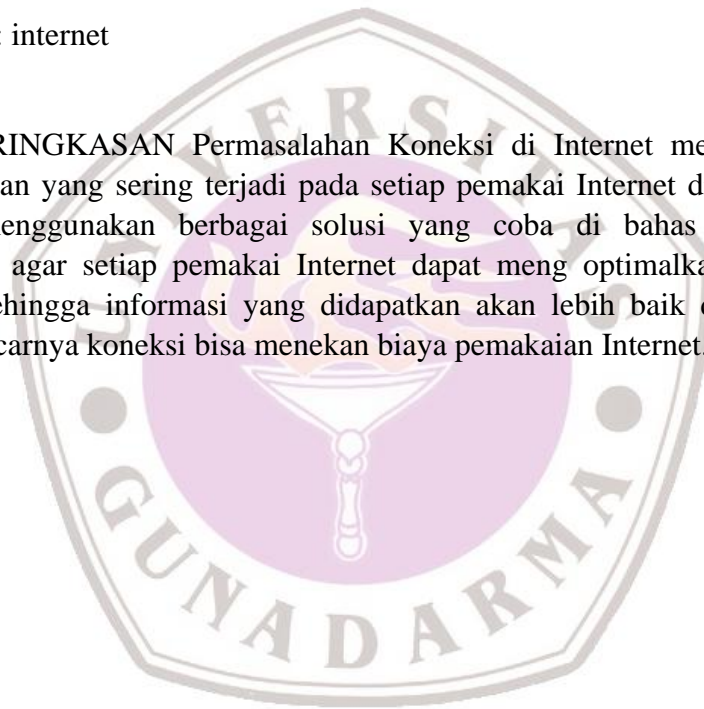 : internet
RINGKASAN Permasalahan Koneksi di Internet me
an yang sering terjadi pada setiap pemakai Internet d
enggunakan berbagai solusi yang coba di bahas
agar setiap pemakai Internet dapat meng optimalka
ehingga informasi yang didapatkan akan lebih baik
carnya koneksi bisa menekan biaya pemakaian Internet.
UNIVERSITAS
GUNADARMA